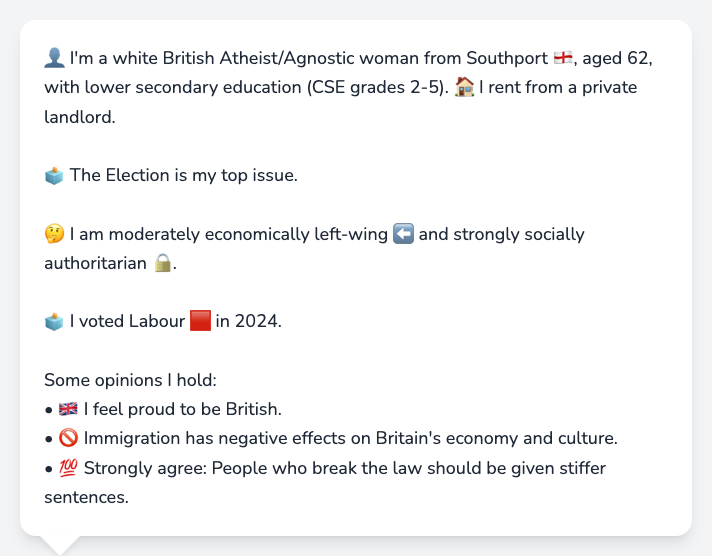 👤 I'm a white British Atheist/Agnostic woman from Southport 🏴󠁧󠁢󠁥󠁮󠁧󠁿, aged 62,
with lower secondary education (CSE grades 2-5). 🏠 I rent from a private
landlord.
🗳️ The Election is my top issue.
🤔 I am moderately economically left-wing ⬅️ and strongly socially
authoritarian 🔒.
🗳️ I voted Labour 🟥 in 2024.
Some opinions I hold:
• 🇬🇧 I feel proud to be British.
• 🚫 Immigration has negative effects on Britain's economy and culture.
• 💯 Strongly agree: People who break the law should be given stiffer
sentences.